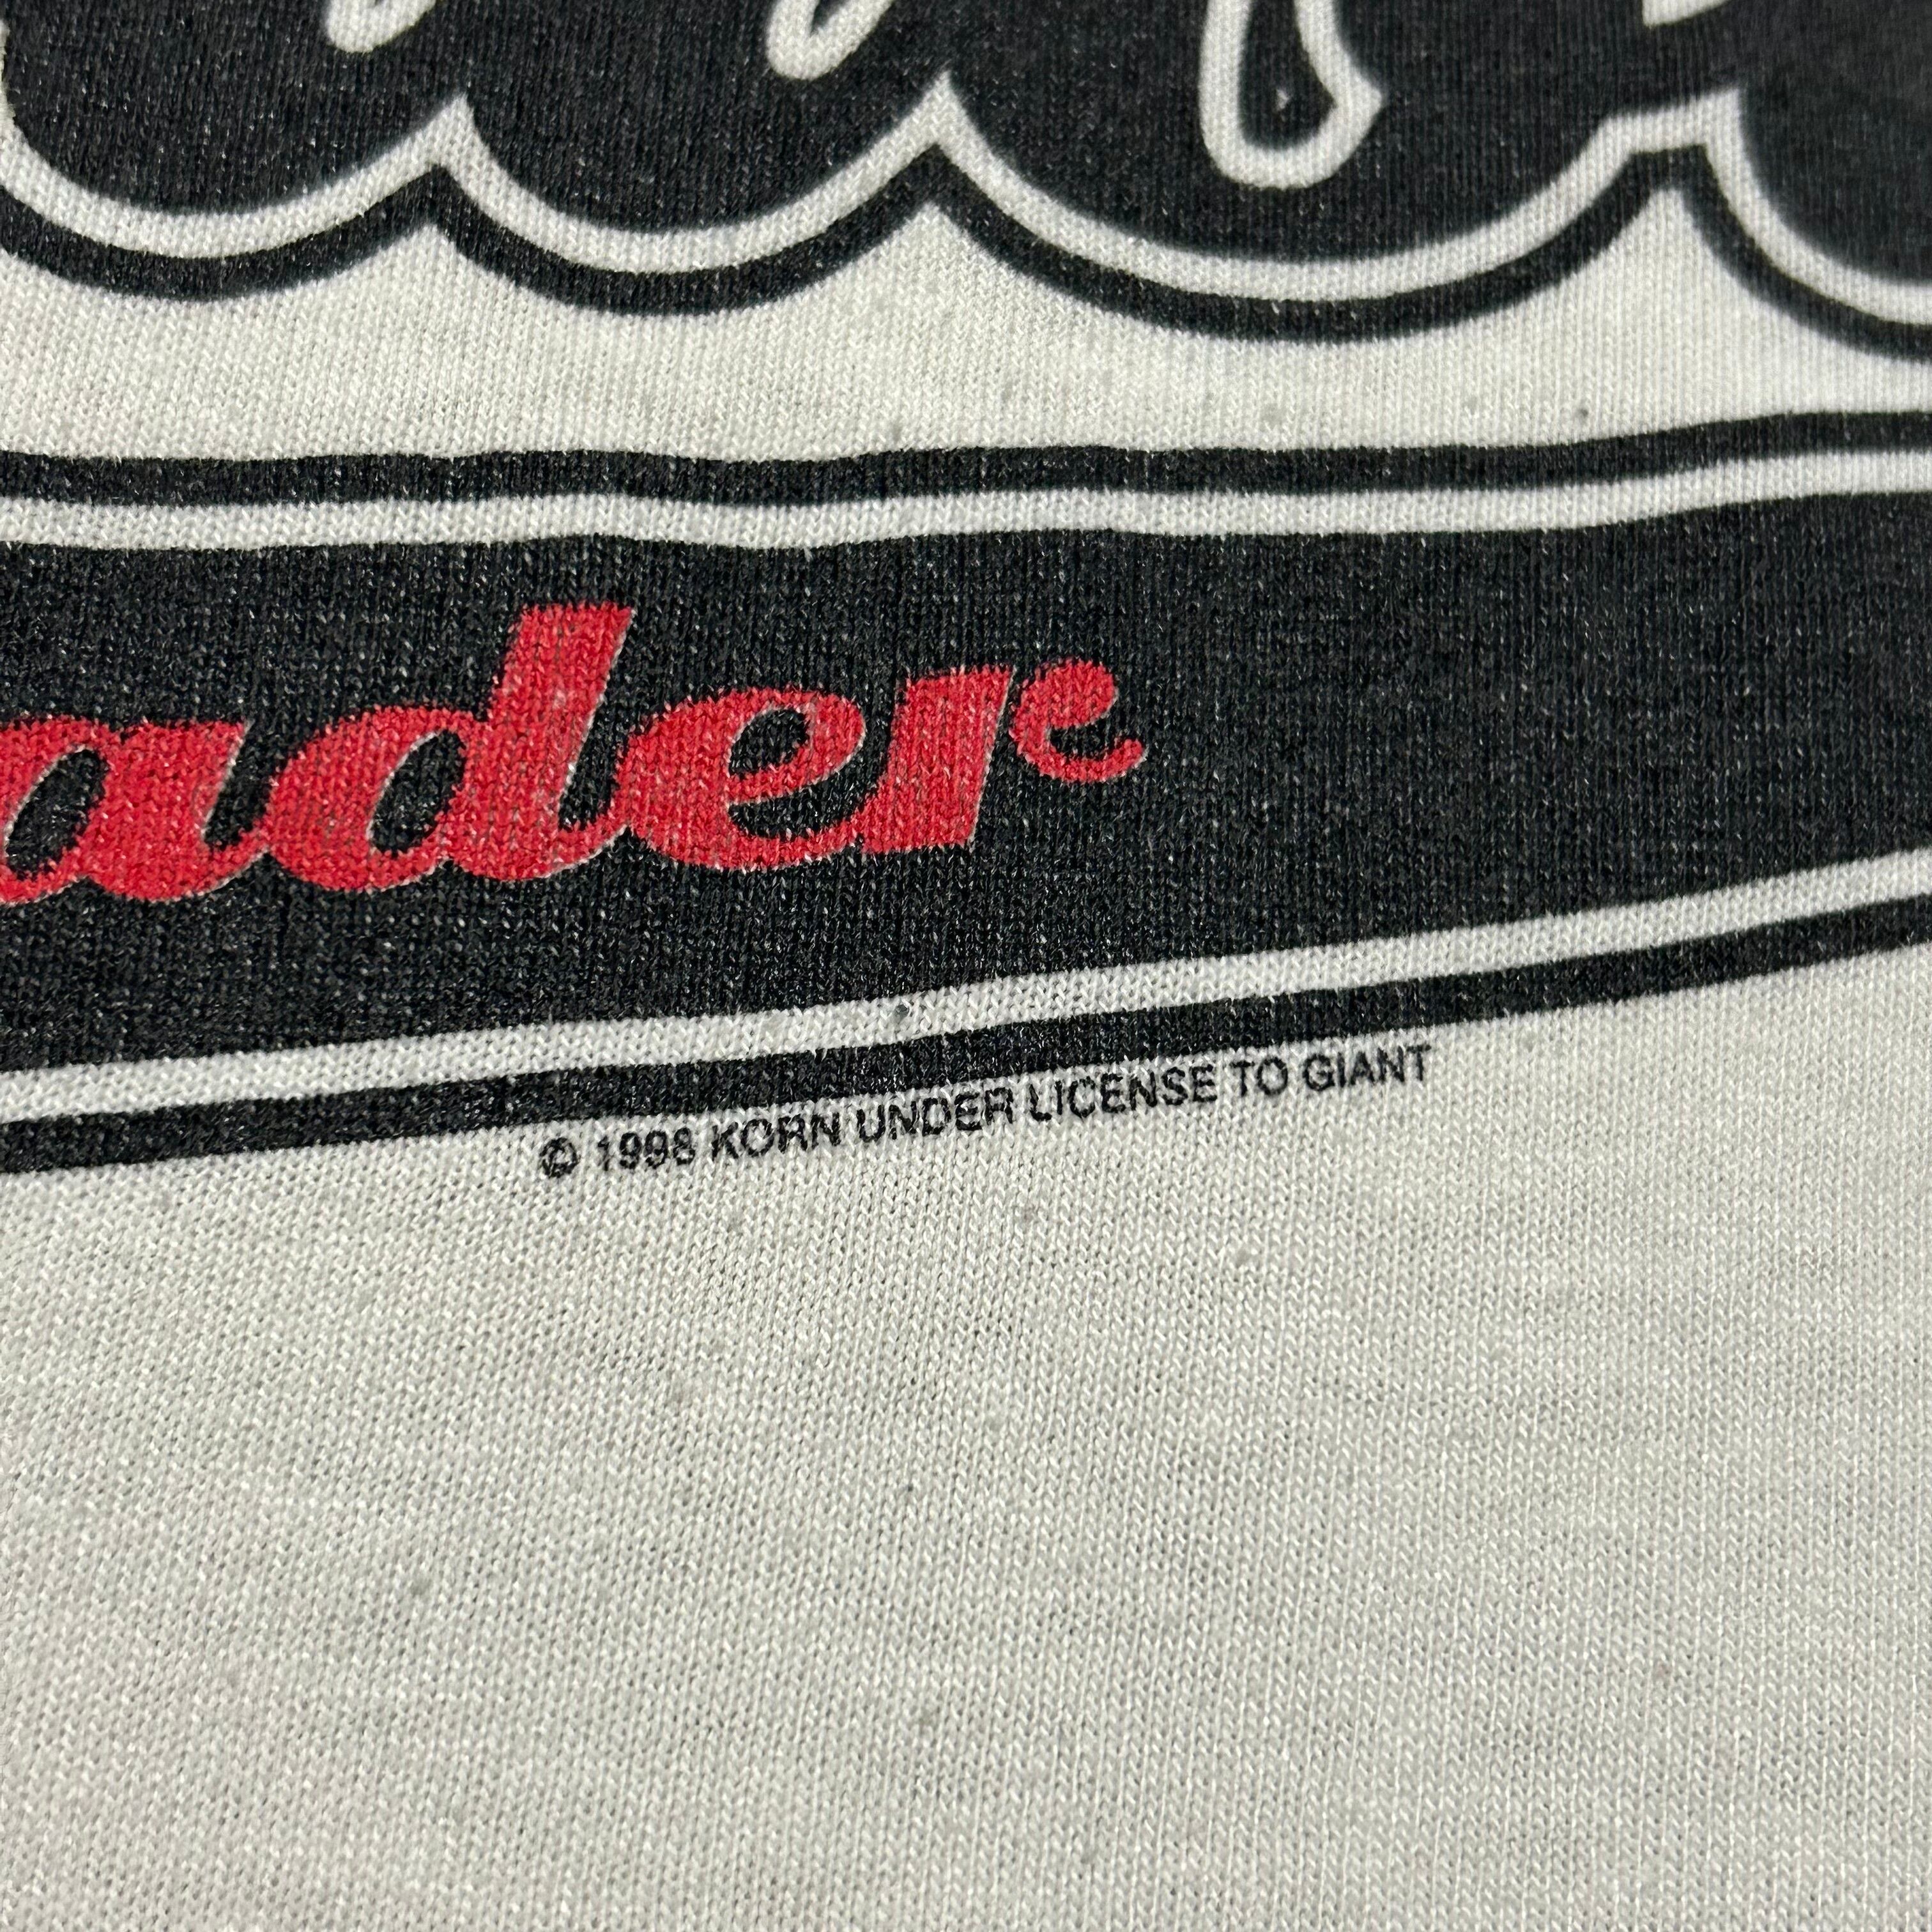 ader
© 1998 KORN UNDER LICENSE TO GIANT